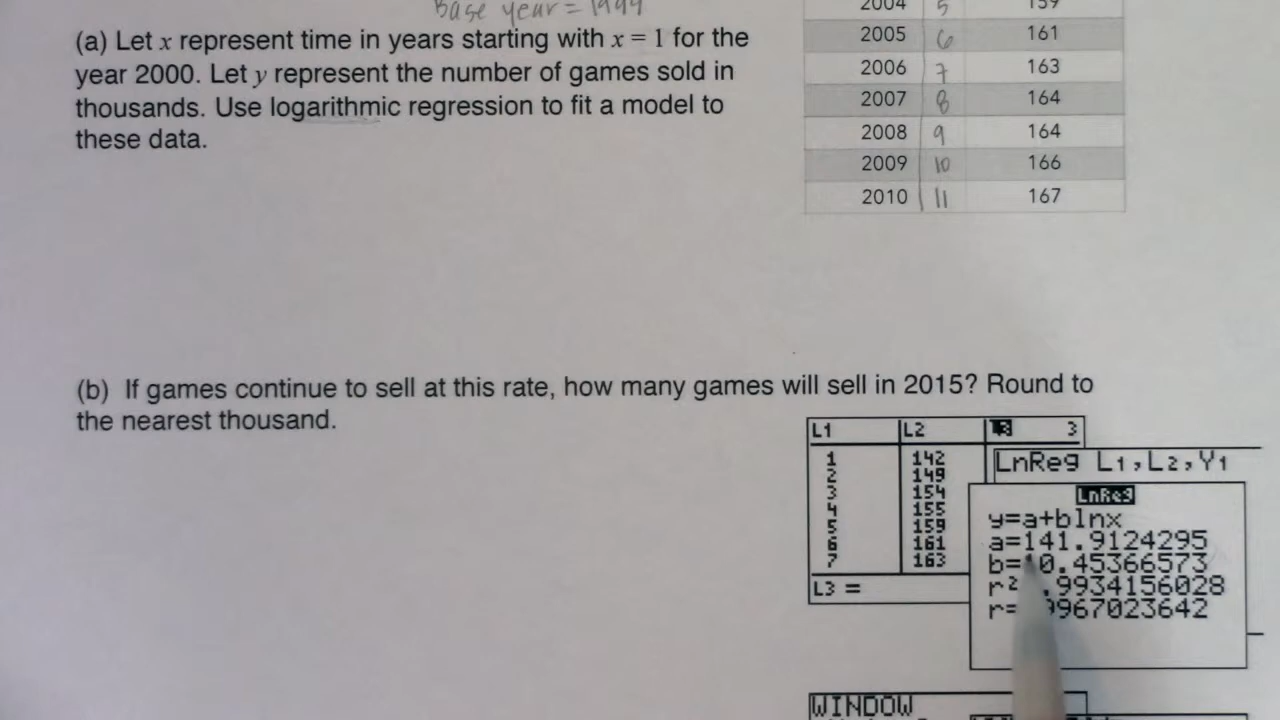 Base year = 1999
(a) Let x represent time in years starting with x = 1 for the
year 2000. Let y represent the number of games sold in
thousands. Use logarithmic regression to fit a model to
these data.
2004 5 159
2005 6 161
2006 7 163
2007 8 164
2008 9 164
2009 10 166
2010 11 167
(b) If games continue to sell at this rate, how many games will sell in 2015? Round to
the nearest thousand.
L1 L2 L3 3
1 142
2 149
3 154
4 155
5 159
6 161
7 163
L3 =
LnReg L1,L2,Y1
LnReg
y=a+blnx
a=141.9124295
b=10.45366573
r² .9934156028
r= 9967023642
WINDOW